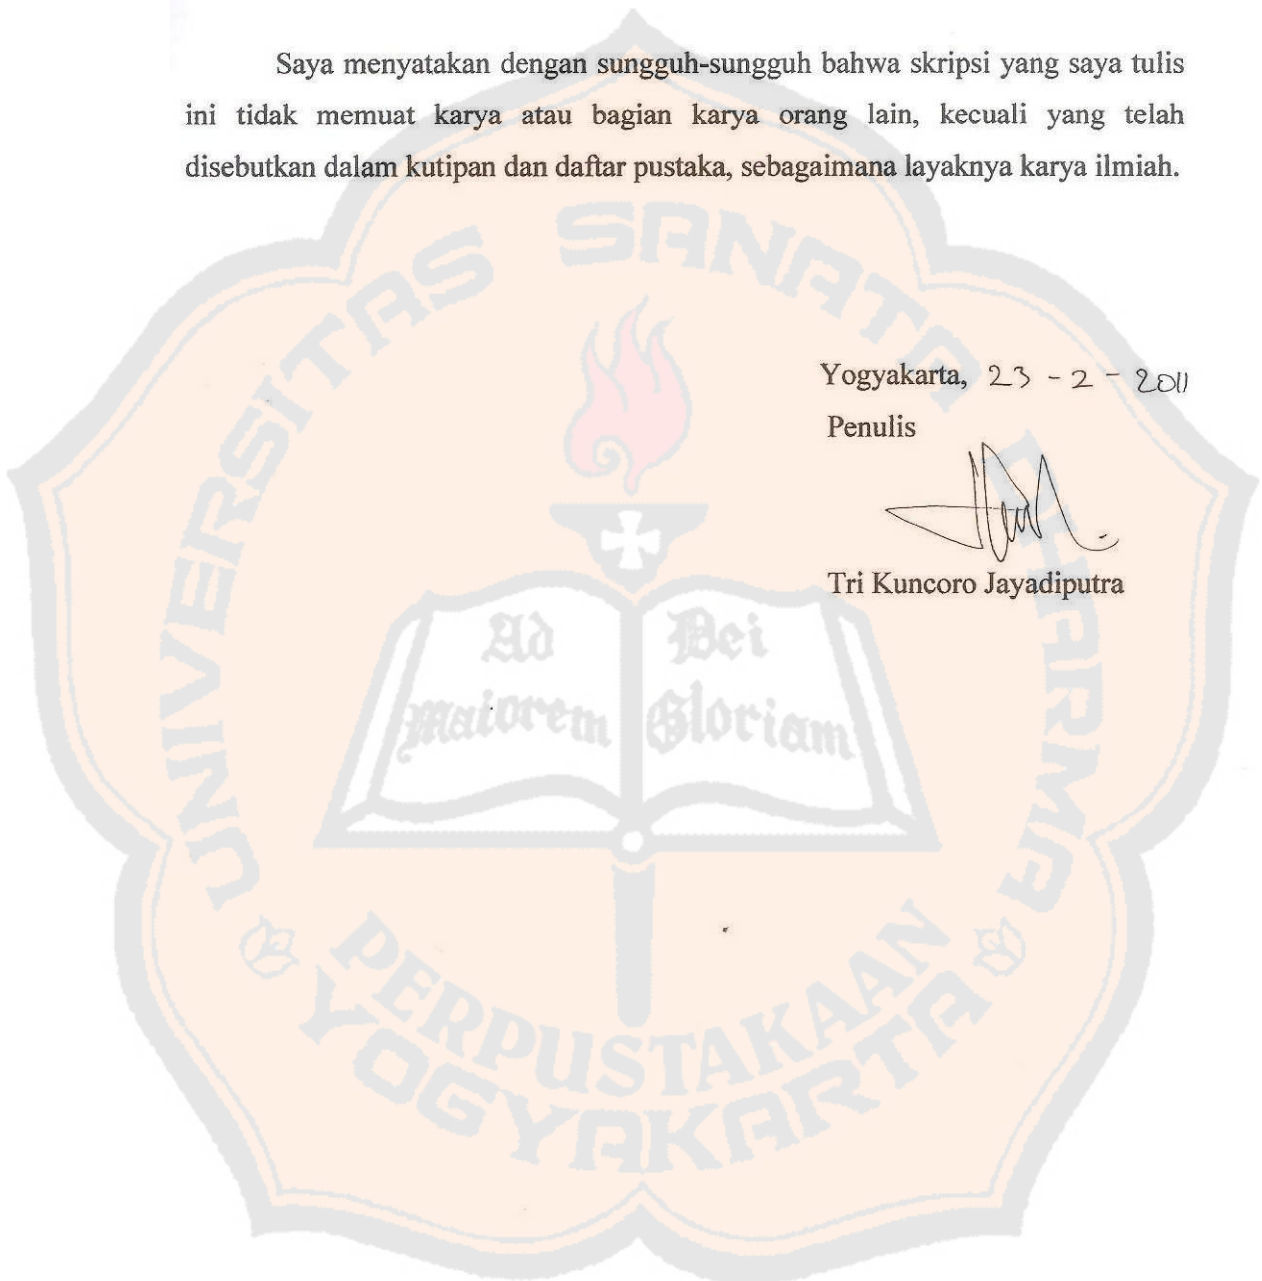 Saya menyatakan dengan sungguh-sungguh bahwa skripsi yang saya tulis
ini tidak memuat karya atau bagian karya orang lain, kecuali yang telah
disebutkan dalam kutipan dan daftar pustaka, sebagaimana layaknya karya ilmiah.
UNIVERSITAS SANATA DHARMA
Yogyakarta, 23 - 2 - 2011
Penulis
Tri Kuncoro Jayadiputra
Ad Dei
maiorem Gloriam
PERPUSTAKAAN
YOGYAKARTA